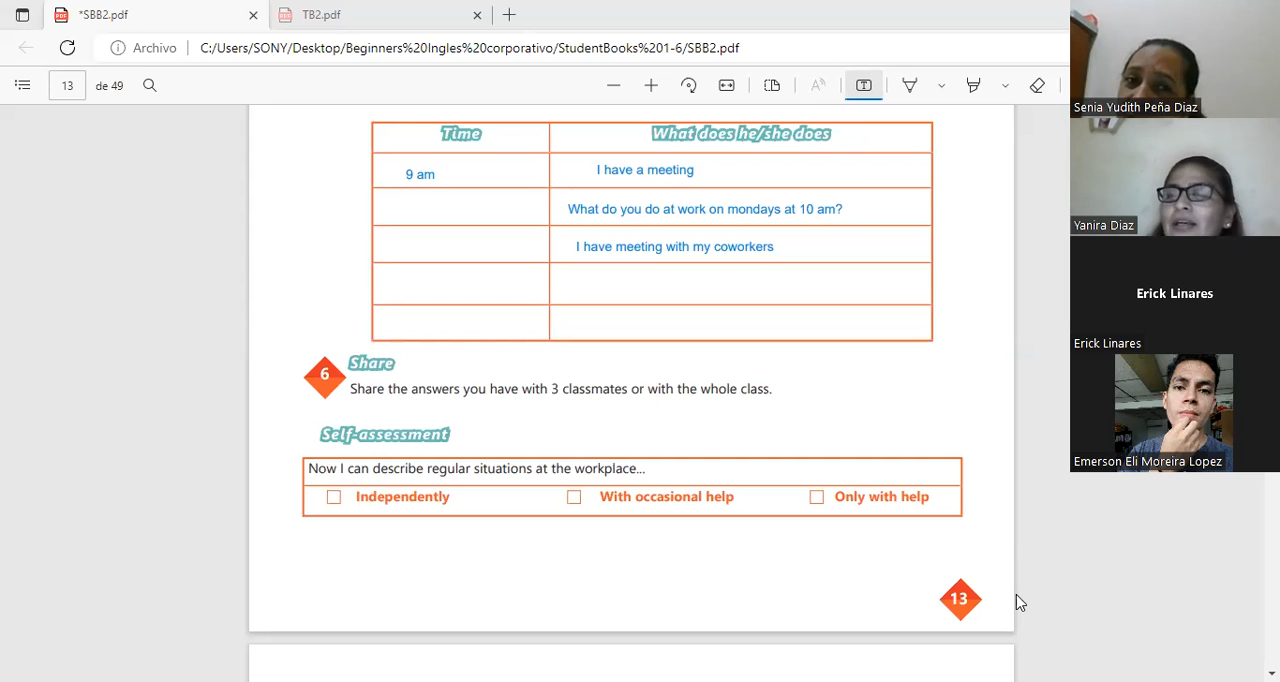 *SBB2.pdf
TB2.pdf
Archivo
C:/Users/SONY/Desktop/Beginners%20Ingles%20corporativo/StudentBooks%201-6/SBB2.pdf
13 de 49
Time What does he/she does
9 am I have a meeting
What do you do at work on mondays at 10 am?
I have meeting with my coworkers
6 Share
Share the answers you have with 3 classmates or with the whole class.
Self-assessment
Now I can describe regular situations at the workplace...
Independently With occasional help Only with help
13
Senia Yudith Peña Diaz
Yanira Diaz
Erick Linares
Erick Linares
Emerson Eli Moreira Lopez